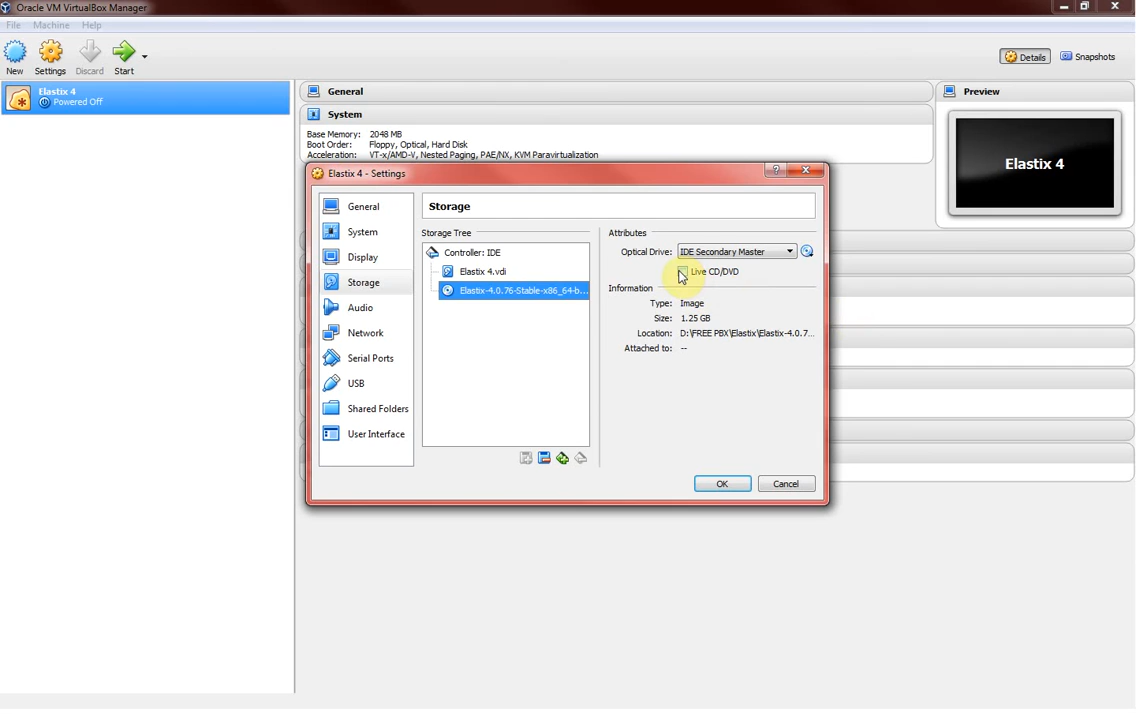 Oracle VM VirtualBox Manager
File Machine Help
New Settings Discard Start
Details Snapshots
Elastix 4
Powered Off
General
System
Base Memory: 2048 MB
Boot Order: Floppy, Optical, Hard Disk
Acceleration: VT-x/AMD-V, Nested Paging, PAE/NX, KVM Paravirtualization
Preview
Elastix 4
Elastix 4 - Settings
General
System
Display
Storage
Audio
Network
Serial Ports
USB
Shared Folders
User Interface
Storage
Storage Tree
Controller: IDE
Elastix 4.vdi
Elastix-4.0.76-Stable-x86_64-b...
Attributes
Optical Drive: IDE Secondary Master
Live CD/DVD
Information
Type: Image
Size: 1.25 GB
Location: D:\FREE PBX\Elastix\Elastix-4.0.7...
Attached to: --
OK Cancel